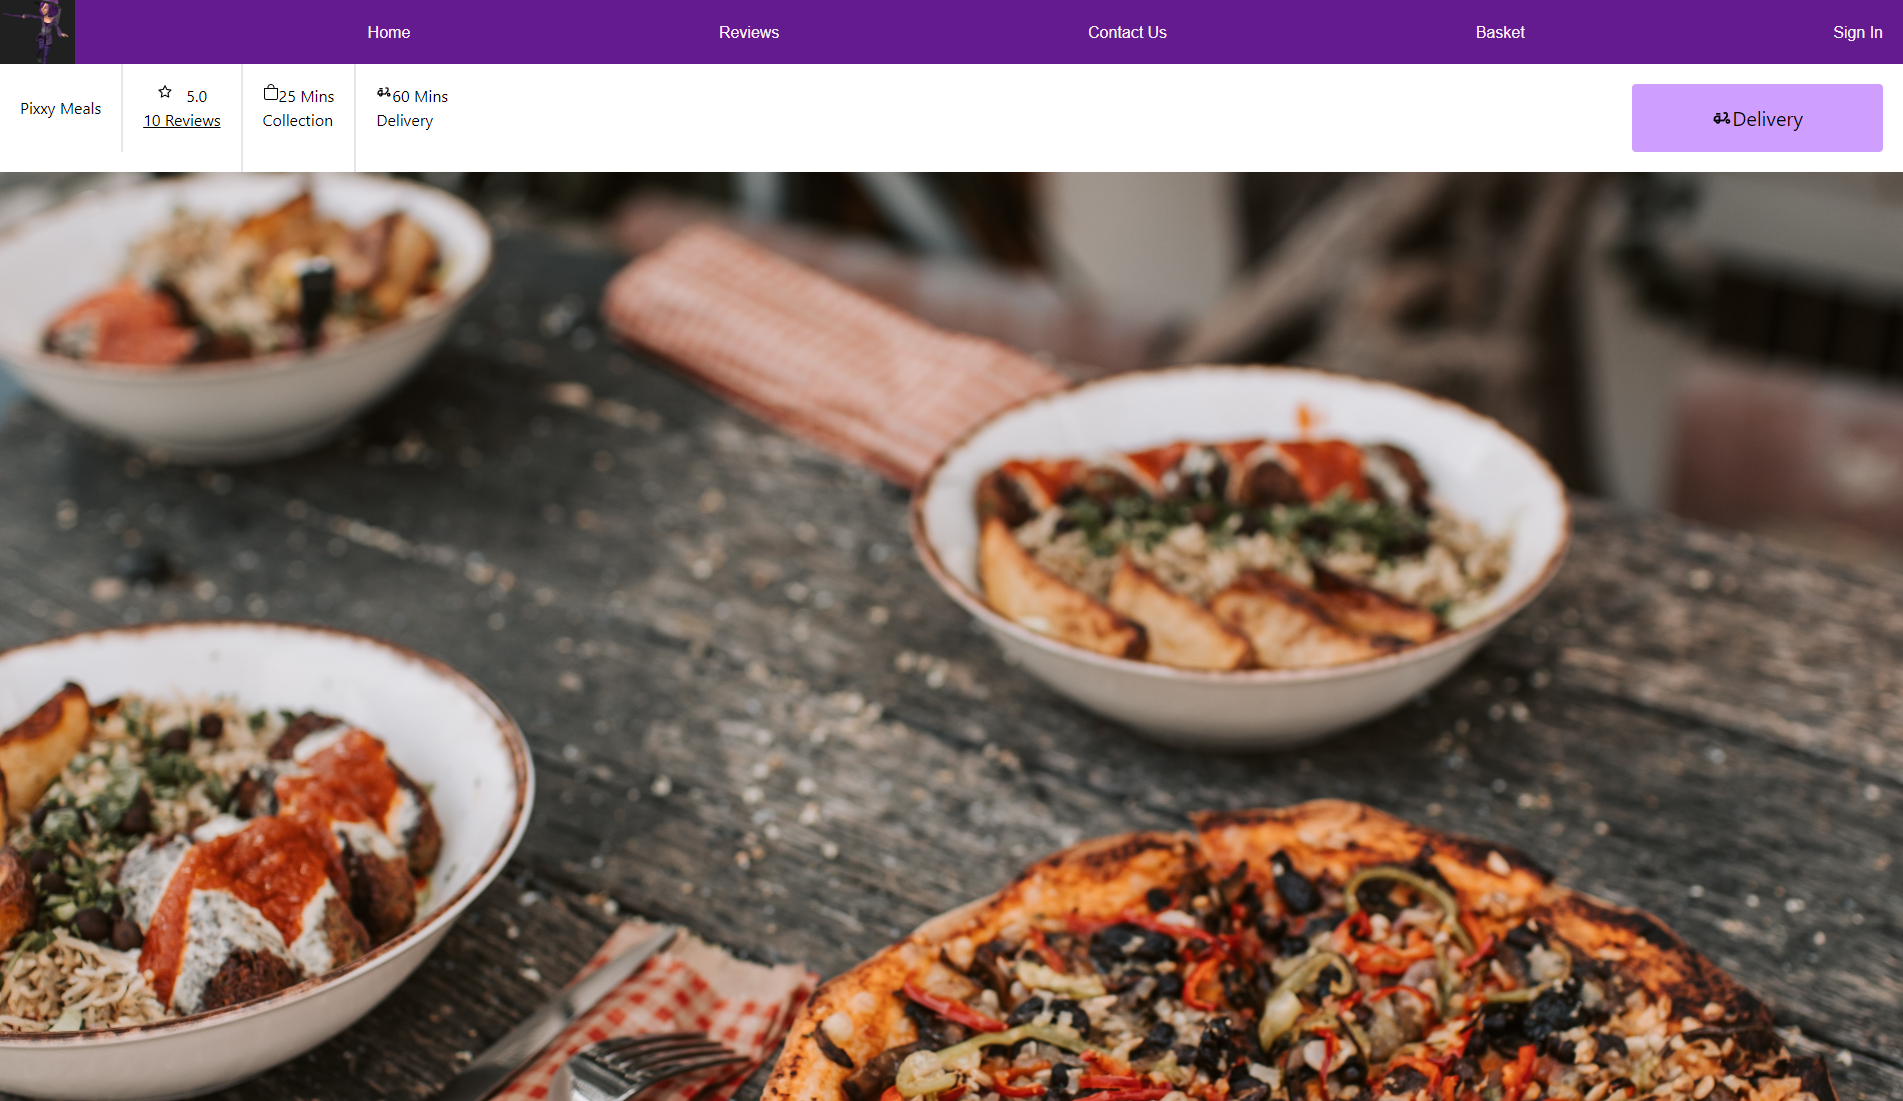 Home Reviews Contact Us Basket Sign In
Pixxy Meals
5.0
10 Reviews
25 Mins
Collection
60 Mins
Delivery
Delivery